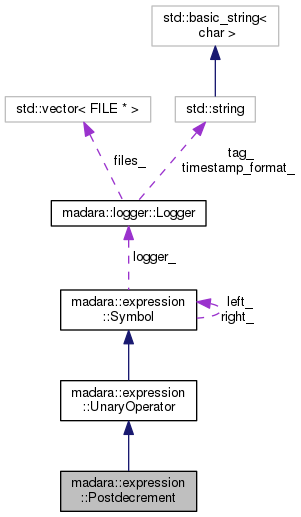 std::basic_string<
char >
std::vector< FILE * >
std::string
files_
tag_
timestamp_format_
madara::logger::Logger
logger_
madara::expression
::Symbol
left_
right_
madara::expression
::UnaryOperator
madara::expression
::Postdecrement